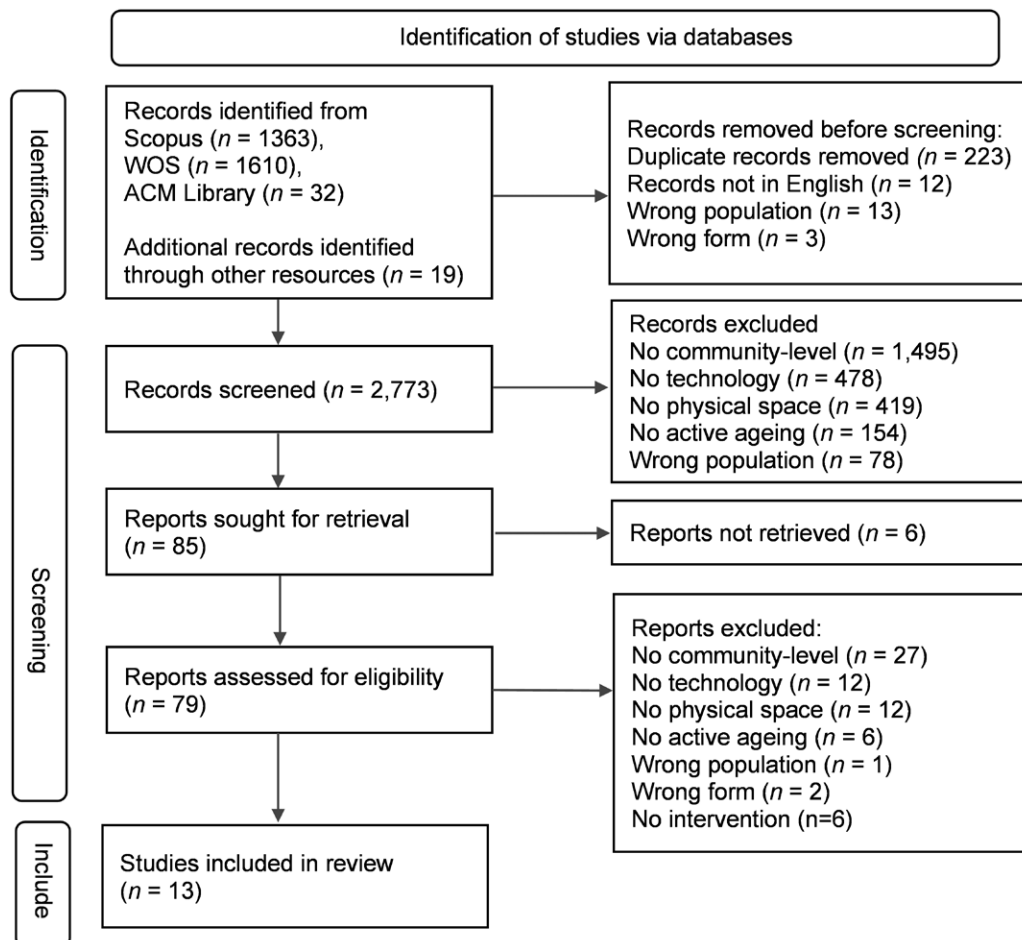 Identification of studies via databases
Identification
Records identified from
Scopus (n = 1363),
WOS (n = 1610),
ACM Library (n = 32)
Additional records identified
through other resources (n = 19)
Records removed before screening:
Duplicate records removed (n = 223)
Records not in English (n = 12)
Wrong population (n = 13)
Wrong form (n = 3)
Screening
Records screened (n = 2,773)
Records excluded
No community-level (n = 1,495)
No technology (n = 478)
No physical space (n = 419)
No active ageing (n = 154)
Wrong population (n = 78)
Reports sought for retrieval
(n = 85)
Reports not retrieved (n = 6)
Reports assessed for eligibility
(n = 79)
Reports excluded:
No community-level (n = 27)
No technology (n = 12)
No physical space (n = 12)
No active ageing (n = 6)
Wrong population (n = 1)
Wrong form (n = 2)
No intervention (n=6)
Include
Studies included in review
(n = 13)